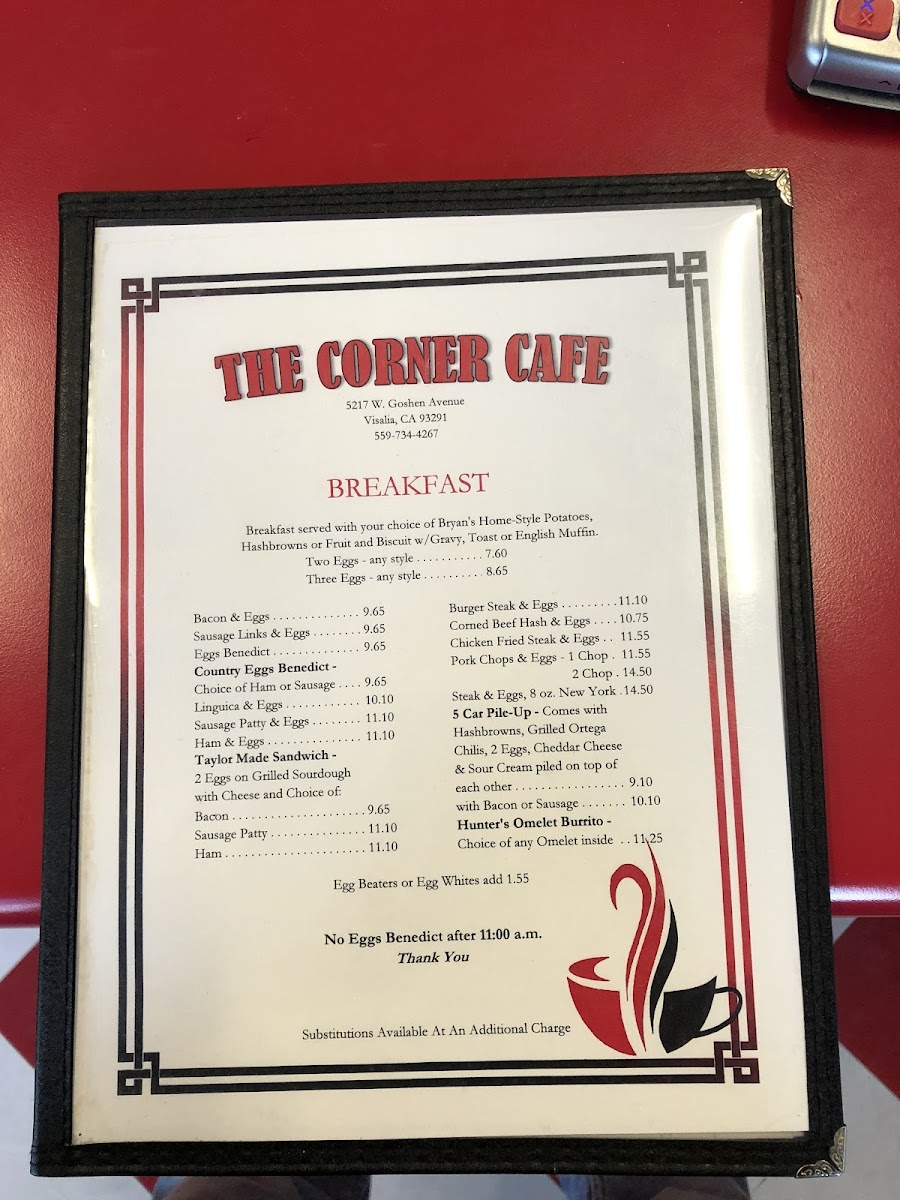 THE CORNER CAFE
5217 W. Goshen Avenue
Visalia, CA 93291
559-734-4267
BREAKFAST
Breakfast served with your choice of Bryan's Home-Style Potatoes,
Hashbrowns or Fruit and Biscuit w/Gravy, Toast or English Muffin.
Two Eggs - any style . . . . . . . . . . . 7.60
Three Eggs - any style . . . . . . . . . . 8.65
Bacon & Eggs . . . . . . . . . . . . . . 9.65
Sausage Links & Eggs . . . . . . . . 9.65
Eggs Benedict . . . . . . . . . . . . . . 9.65
Country Eggs Benedict -
Choice of Ham or Sausage . . . . 9.65
Linguica & Eggs . . . . . . . . . . . . 10.10
Sausage Patty & Eggs . . . . . . . . 11.10
Ham & Eggs . . . . . . . . . . . . . . . 11.10
Taylor Made Sandwich -
2 Eggs on Grilled Sourdough
with Cheese and Choice of:
Bacon . . . . . . . . . . . . . . . . . . . . . 9.65
Sausage Patty . . . . . . . . . . . . . . . 11.10
Ham . . . . . . . . . . . . . . . . . . . . . . 11.10
Burger Steak & Eggs . . . . . . . . . 11.10
Corned Beef Hash & Eggs . . . . 10.75
Chicken Fried Steak & Eggs . . 11.55
Pork Chops & Eggs - 1 Chop . 11.55
2 Chop . 14.50
Steak & Eggs, 8 oz. New York . 14.50
5 Car Pile-Up - Comes with
Hashbrowns, Grilled Ortega
Chilis, 2 Eggs, Cheddar Cheese
& Sour Cream piled on top of
each other . . . . . . . . . . . . . . . . . 9.10
with Bacon or Sausage . . . . . . . 10.10
Hunter's Omelet Burrito -
Choice of any Omelet inside . . 11.25
Egg Beaters or Egg Whites add 1.55
No Eggs Benedict after 11:00 a.m.
Thank You
Substitutions Available At An Additional Charge